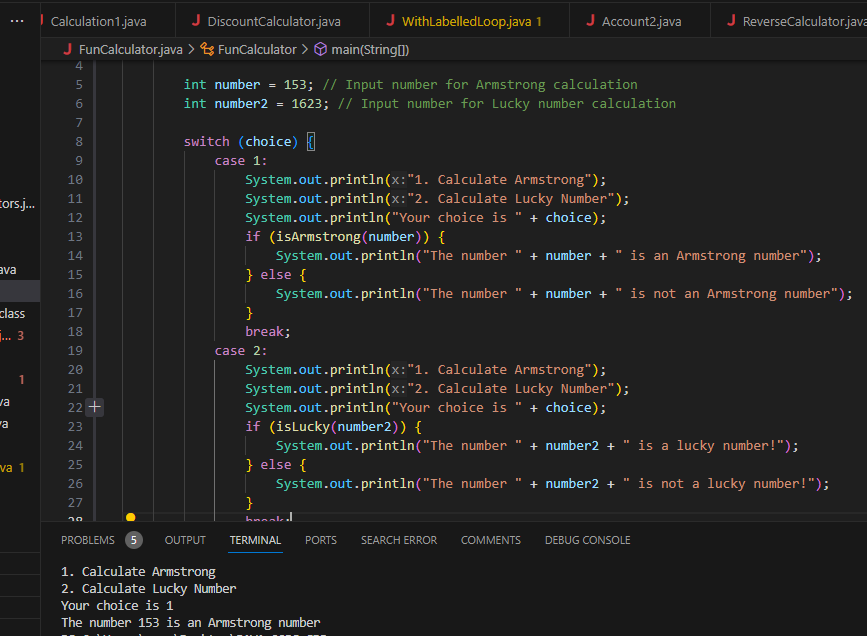 Calculation1.java DiscountCalculator.java WithLabelledLoop.java 1 Account2.java ReverseCalculator.java
FunCalculator.java > FunCalculator > main(String[])
4
5 int number = 153; // Input number for Armstrong calculation
6 int number2 = 1623; // Input number for Lucky number calculation
7
8 switch (choice) {
9 case 1:
10 System.out.println(x:"1. Calculate Armstrong");
11 System.out.println(x:"2. Calculate Lucky Number");
12 System.out.println("Your choice is " + choice);
13 if (isArmstrong(number)) {
14 System.out.println("The number " + number + " is an Armstrong number");
15 } else {
16 System.out.println("The number " + number + " is not an Armstrong number");
17 }
18 break;
19 case 2:
20 System.out.println(x:"1. Calculate Armstrong");
21 System.out.println(x:"2. Calculate Lucky Number");
22 System.out.println("Your choice is " + choice);
23 if (isLucky(number2)) {
24 System.out.println("The number " + number2 + " is a lucky number!");
25 } else {
26 System.out.println("The number " + number2 + " is not a lucky number!");
27 }
28 break;
tors.j...
ava
class
j... 3
1
va
va
va 1
PROBLEMS 5 OUTPUT TERMINAL PORTS SEARCH ERROR COMMENTS DEBUG CONSOLE
1. Calculate Armstrong
2. Calculate Lucky Number
Your choice is 1
The number 153 is an Armstrong number